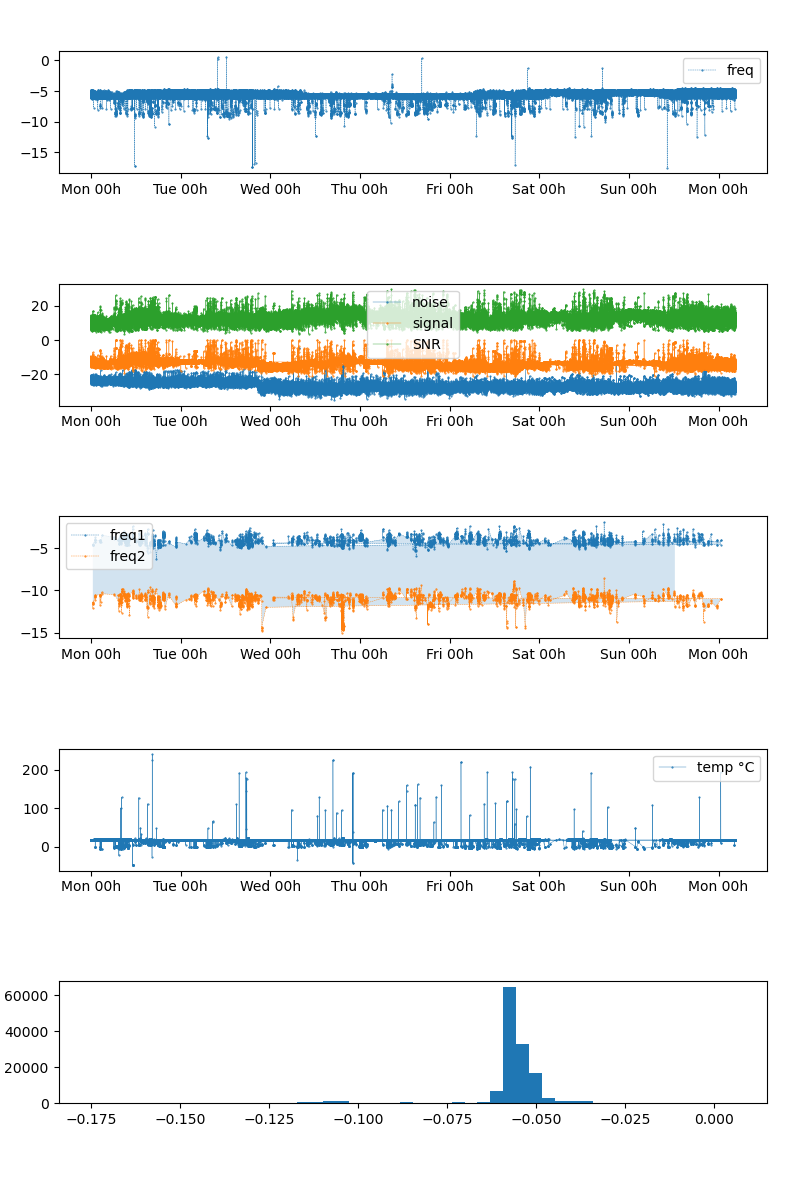 0
−5
−10
−15
freq
Mon 00h Tue 00h Wed 00h Thu 00h Fri 00h Sat 00h Sun 00h Mon 00h
20
0
−20
noise
signal
SNR
Mon 00h Tue 00h Wed 00h Thu 00h Fri 00h Sat 00h Sun 00h Mon 00h
−5
−10
−15
freq1
freq2
Mon 00h Tue 00h Wed 00h Thu 00h Fri 00h Sat 00h Sun 00h Mon 00h
200
100
0
temp °C
Mon 00h Tue 00h Wed 00h Thu 00h Fri 00h Sat 00h Sun 00h Mon 00h
60000
40000
20000
0
−0.175 −0.150 −0.125 −0.100 −0.075 −0.050 −0.025 0.000